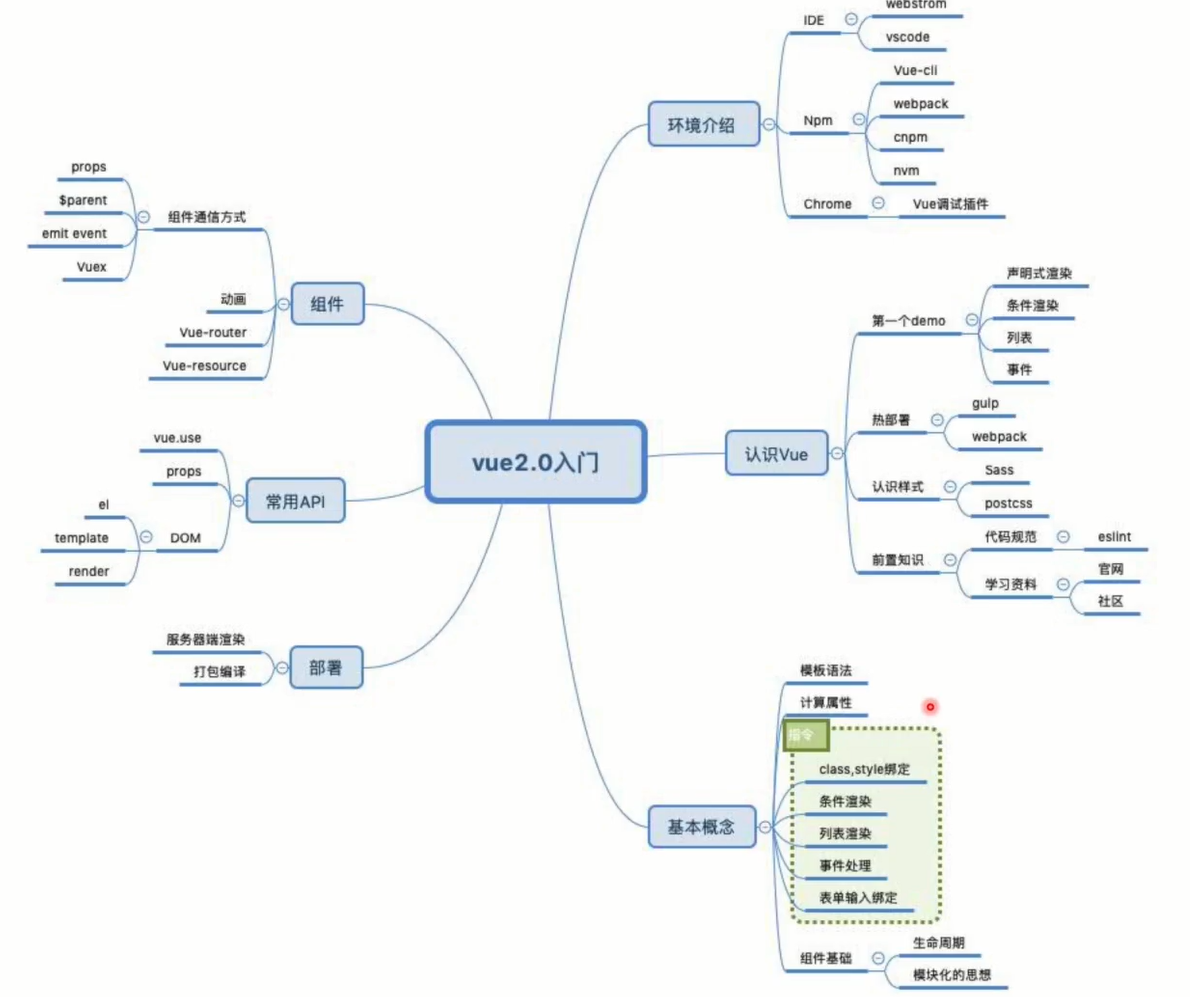 vue2.0入门
环境介绍
IDE
webstrom
vscode
Npm
Vue-cli
webpack
cnpm
nvm
Chrome
Vue调试插件
认识Vue
第一个demo
声明式渲染
条件渲染
列表
事件
热部署
gulp
webpack
认识样式
Sass
postcss
前置知识
代码规范
eslint
学习资料
官网
社区
基本概念
模板语法
计算属性
指令
class,style绑定
条件渲染
列表渲染
事件处理
表单输入绑定
组件基础
生命周期
模块化的思想
组件
组件通信方式
props
$parent
emit event
Vuex
动画
Vue-router
Vue-resource
常用API
vue.use
props
DOM
el
template
render
部署
服务器端渲染
打包编译